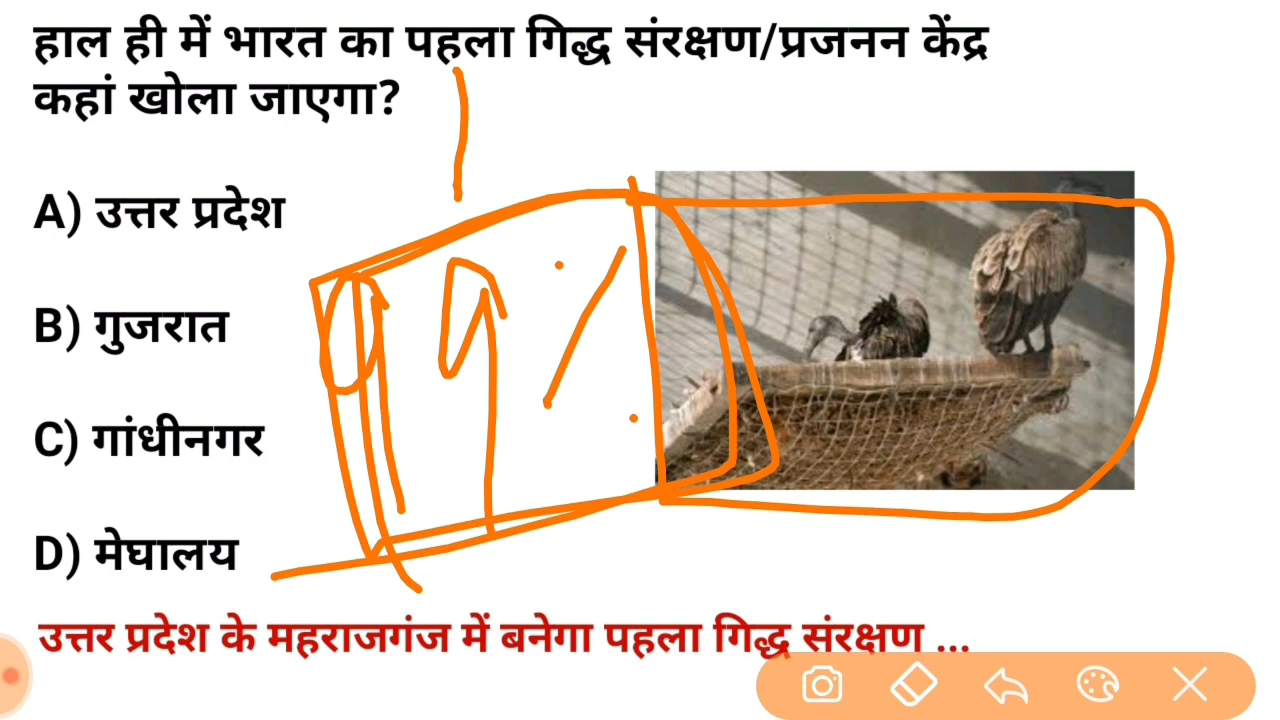 हाल ही में भारत का पहला गिद्ध संरक्षण/प्रजनन केंद्र
कहां खोला जाएगा?
A) उत्तर प्रदेश
B) गुजरात
C) गांधीनगर
D) मेघालय
99%
उत्तर प्रदेश के महराजगंज में बनेगा पहला गिद्ध संरक्षण ...